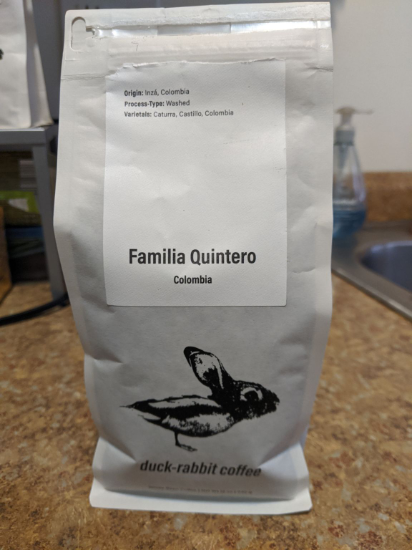 Origin: Inzá, Colombia
Process-Type: Washed
Varietals: Caturra, Castillo, Colombia
Familia Quintero
Colombia
duck-rabbit coffee